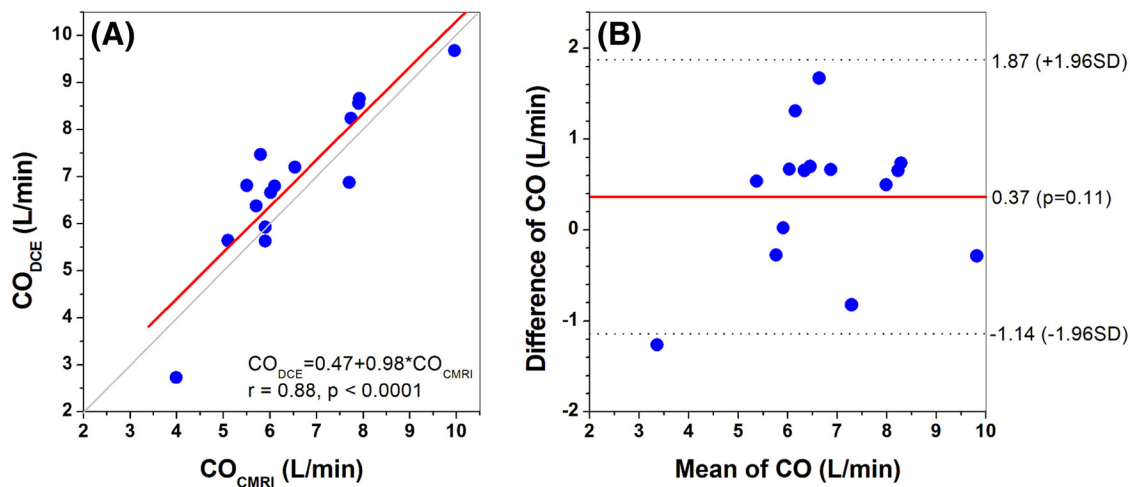 (A)
10
9
8
7
6
5
4
3
2
CO_DCE (L/min)
CO_DCE=0.47+0.98*CO_CMRI
r = 0.88, p < 0.0001
2 3 4 5 6 7 8 9 10
CO_CMRI (L/min)
(B)
2
1
0
-1
-2
Difference of CO (L/min)
1.87 (+1.96SD)
0.37 (p=0.11)
-1.14 (-1.96SD)
2 3 4 5 6 7 8 9 10
Mean of CO (L/min)